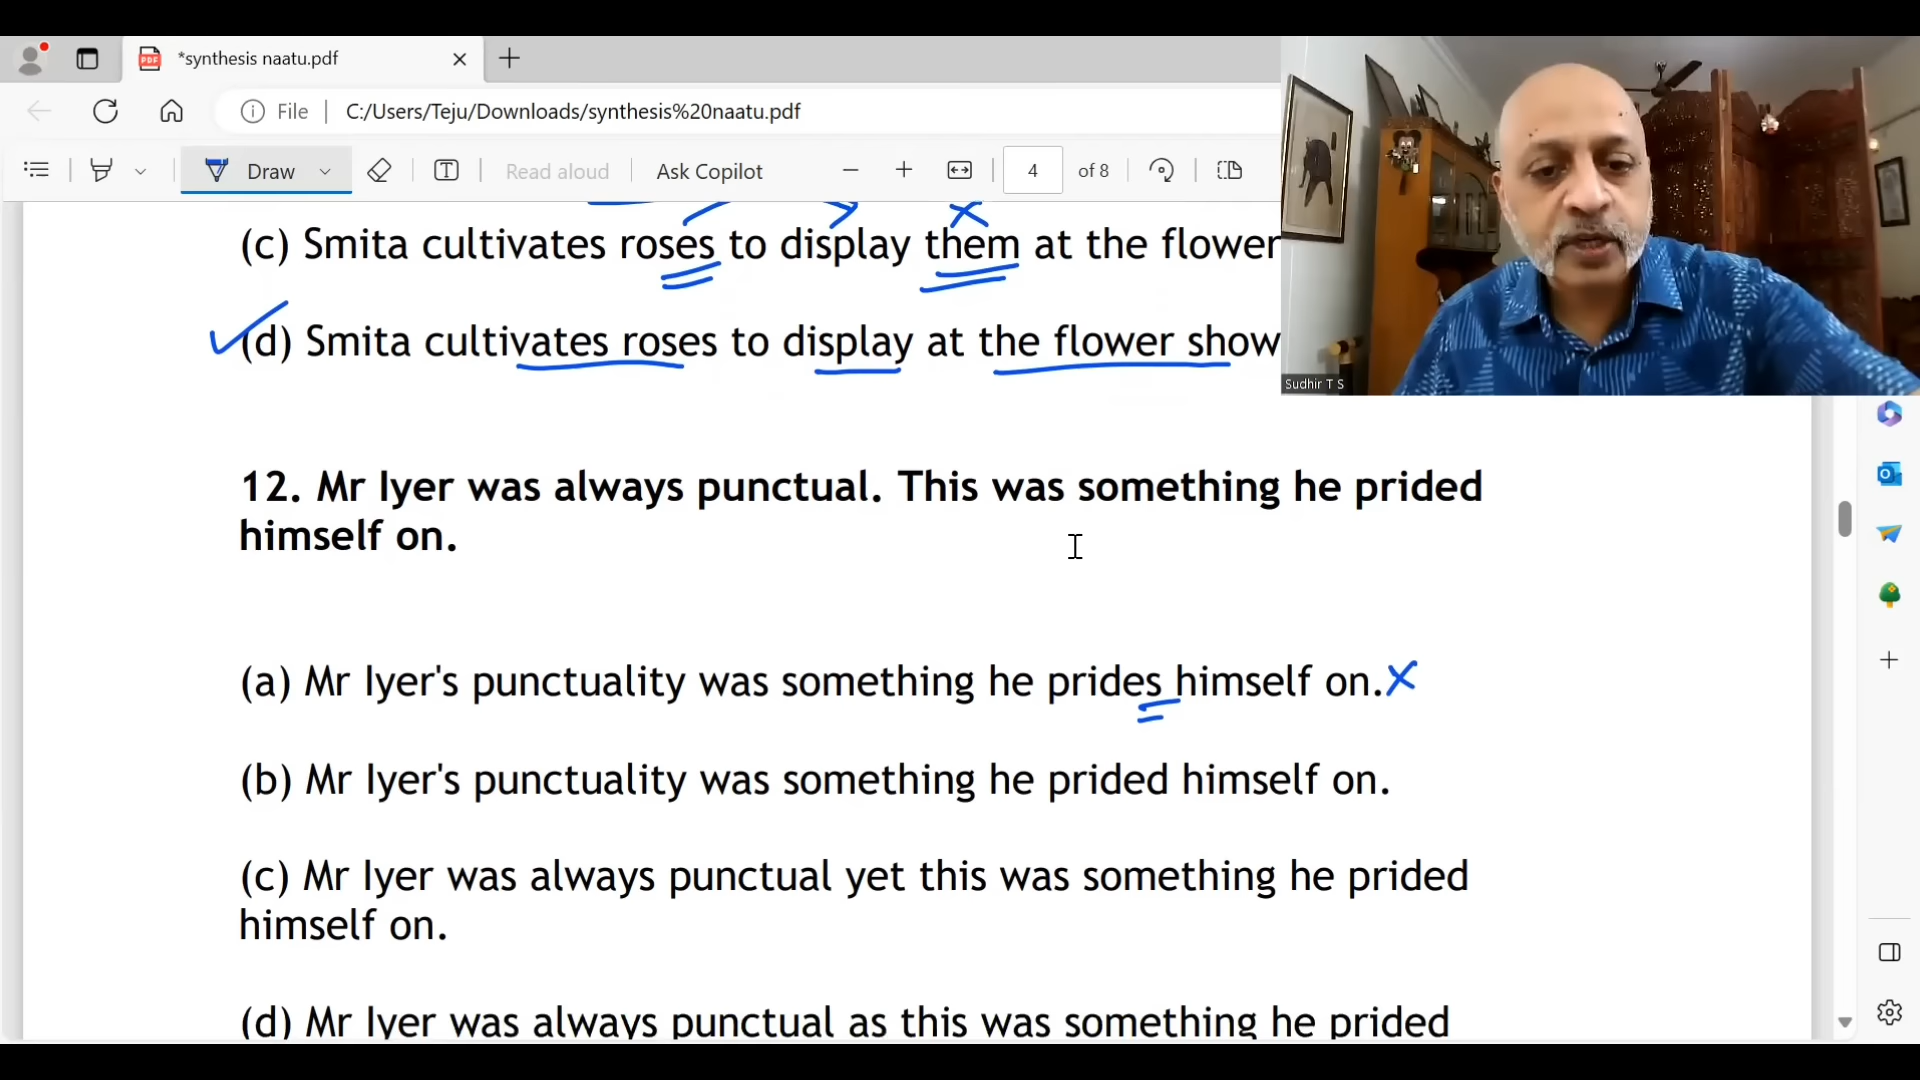 *synthesis naatu.pdf
File C:/Users/Teju/Downloads/synthesis%20naatu.pdf
Draw Read aloud Ask Copilot 4 of 8
(c) Smita cultivates roses to display them at the flower
(d) Smita cultivates roses to display at the flower show
Sudhir T S
12. Mr Iyer was always punctual. This was something he prided
himself on.
(a) Mr Iyer's punctuality was something he prides himself on.
(b) Mr Iyer's punctuality was something he prided himself on.
(c) Mr Iyer was always punctual yet this was something he prided
himself on.
(d) Mr Iyer was always punctual as this was something he prided